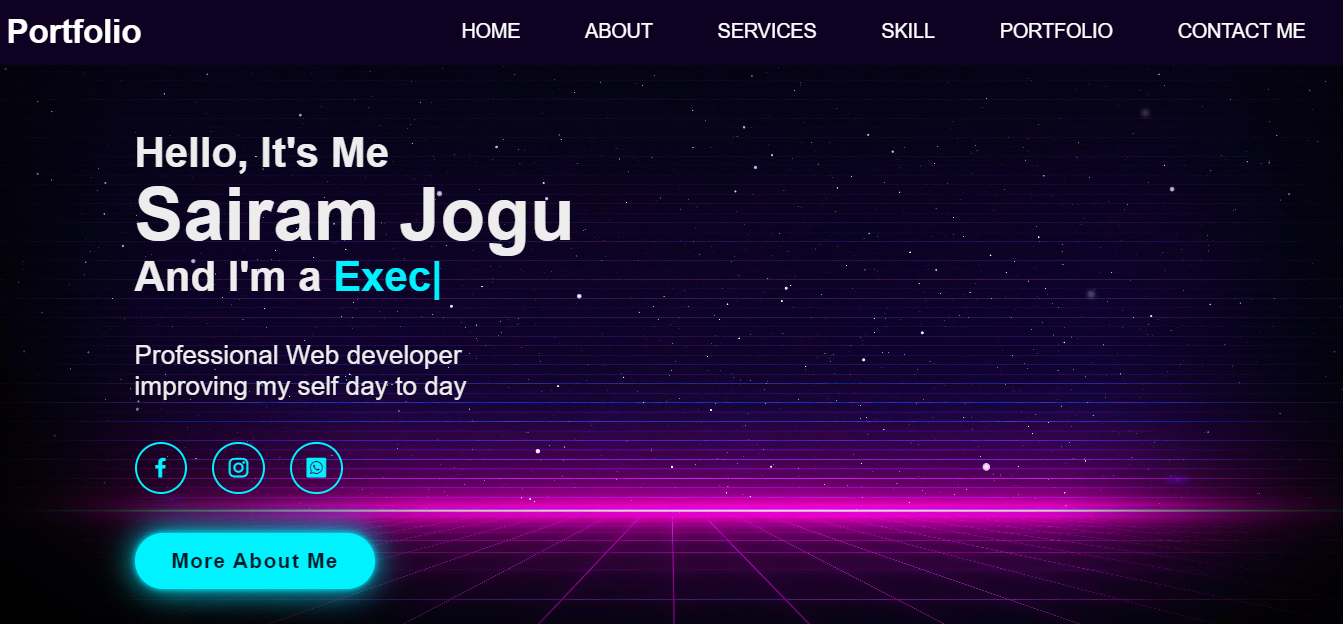 Portfolio
HOME ABOUT SERVICES SKILL PORTFOLIO CONTACT ME
Hello, It's Me
Sairam Jogu
And I'm a Exec|
Professional Web developer
improving my self day to day
More About Me